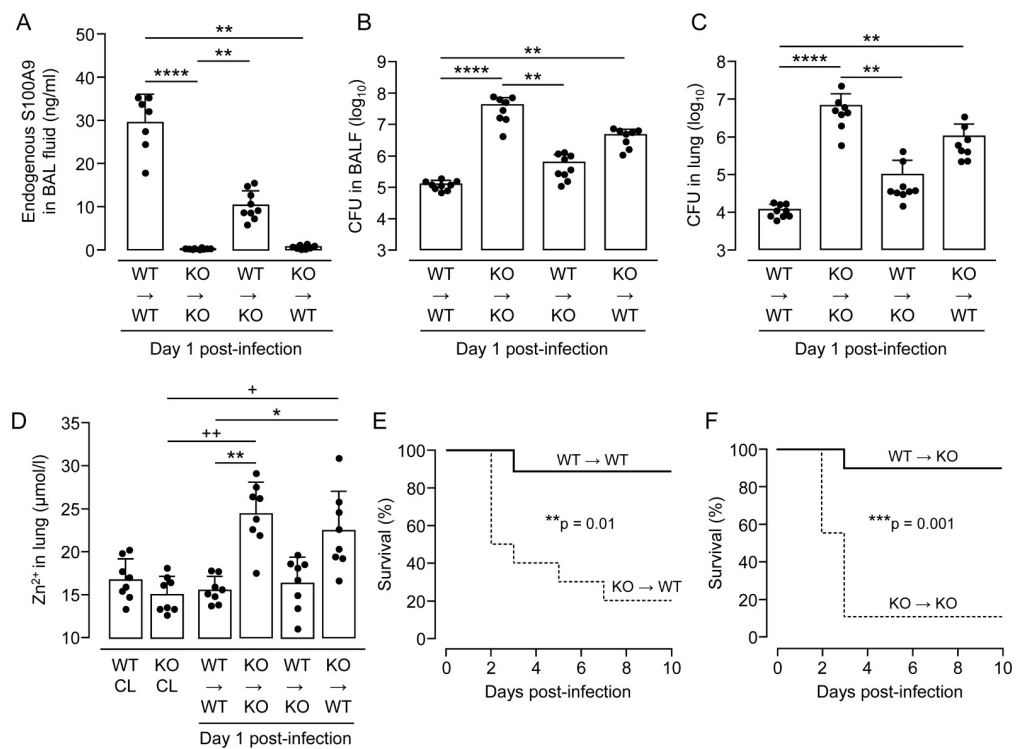 A
Endogenous S100A9
in BAL fluid (ng/ml)
50
40
30
20
10
0
**
****
**
WT KO WT KO
→ → → →
WT KO KO WT
Day 1 post-infection
B
CFU in BALF (log10)
9
8
7
6
5
4
3
**
****
**
WT KO WT KO
→ → → →
WT KO KO WT
Day 1 post-infection
C
CFU in lung (log₁₀)
8
7
6
5
4
3
**
****
**
WT KO WT KO
→ → → →
WT KO KO WT
Day 1 post-infection
D
Zn²⁺ in lung (µmol/l)
35
30
25
20
15
10
+
*
++
**
WT KO WT KO WT KO
CL CL → → → →
WT KO KO WT
Day 1 post-infection
E
Survival (%)
100
80
60
40
20
0
WT → WT
**p = 0.01
KO → WT
0 2 4 6 8 10
Days post-infection
F
Survival (%)
100
80
60
40
20
0
WT → KO
***p = 0.001
KO → KO
0 2 4 6 8 10
Days post-infection